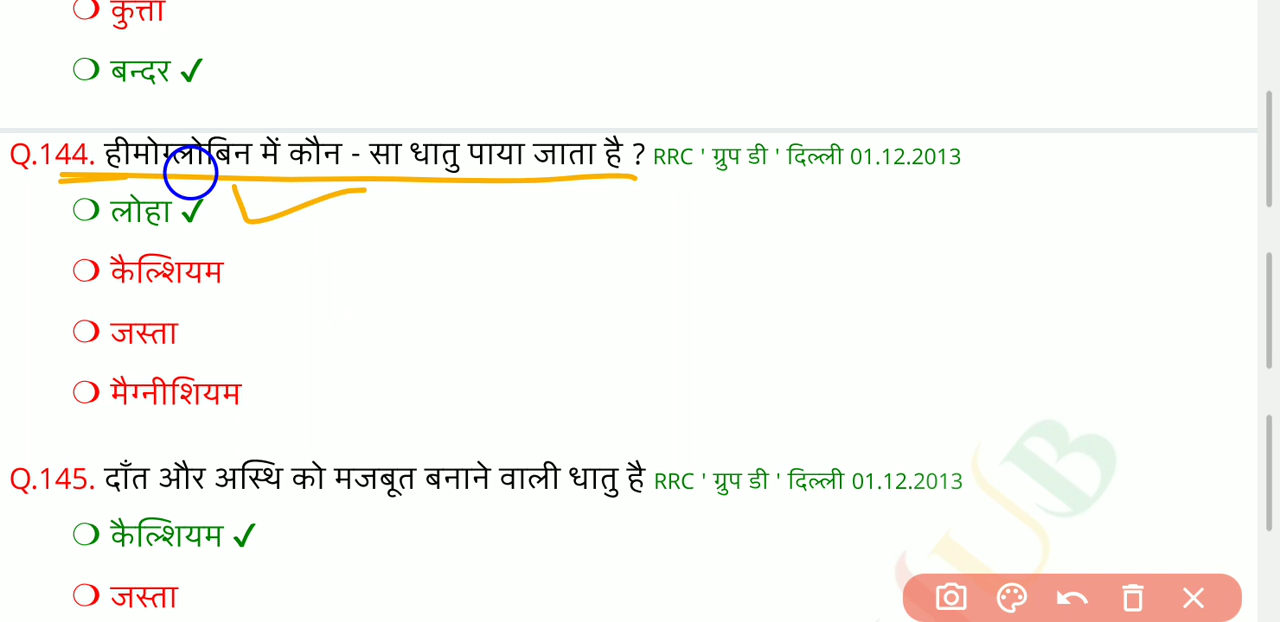 कुत्ता
बन्दर ✓
Q.144. हीमोग्लोबिन में कौन - सा धातु पाया जाता है ? RRC ' ग्रुप डी ' दिल्ली 01.12.2013
लोहा ✓
कैल्शियम
जस्ता
मैग्नीशियम
Q.145. दाँत और अस्थि को मजबूत बनाने वाली धातु है RRC ' ग्रुप डी ' दिल्ली 01.12.2013
कैल्शियम ✓
जस्ता